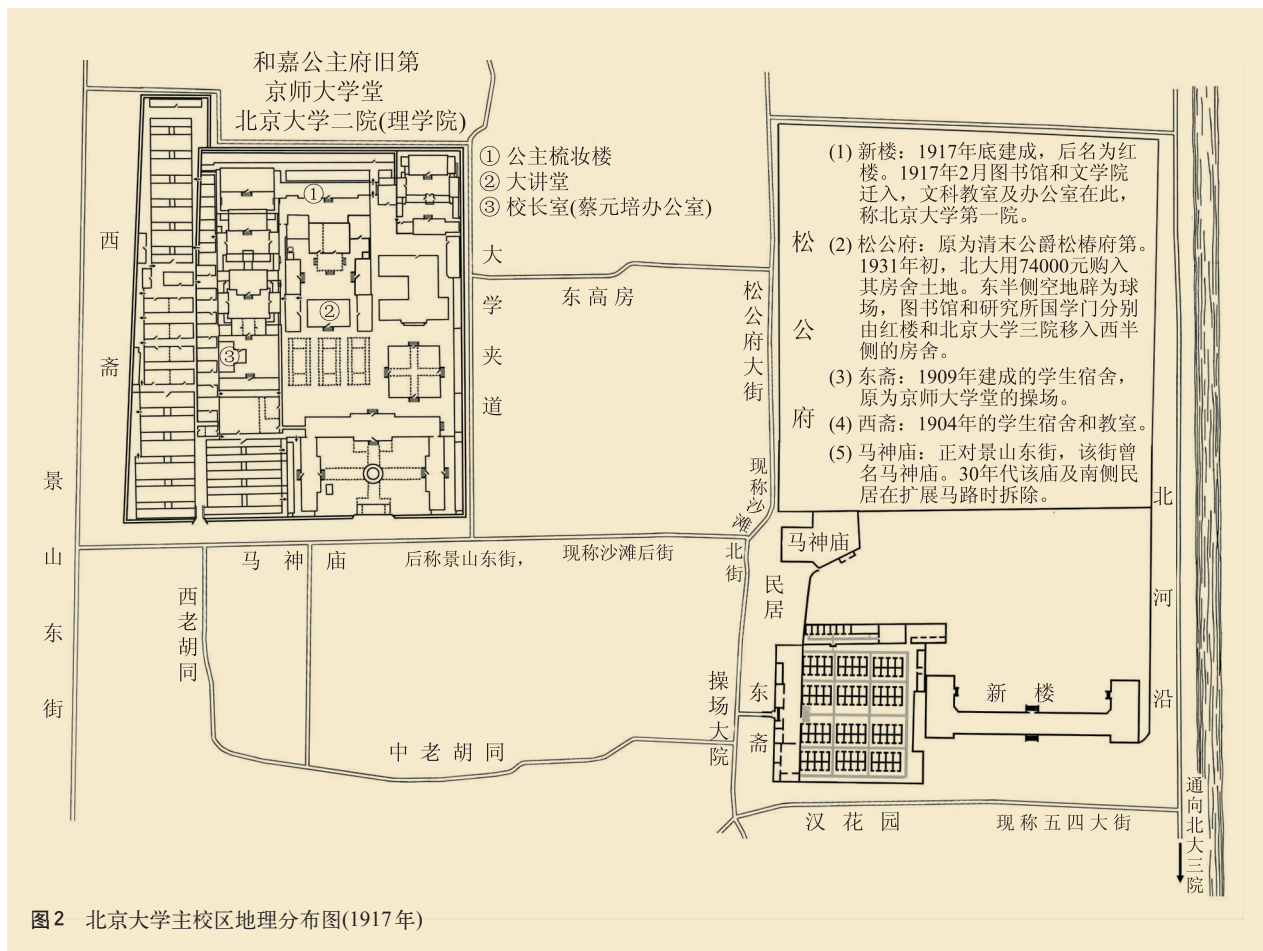 和嘉公主府旧第
京师大学堂
北京大学二院(理学院)
① 公主梳妆楼
② 大讲堂
③ 校长室(蔡元培办公室)
①
②
③
西斋
大学夹道
东高房
松公府大街
现称沙滩
北街
松公府
(1) 新楼：1917年底建成，后名为红
楼。1917年2月图书馆和文学院
迁入，文科教室及办公室在此，
称北京大学第一院。
(2) 松公府：原为清末公爵松椿府第。
1931年初，北大用74000元购入
其房舍土地。东半侧空地辟为球
场，图书馆和研究所国学门分别
由红楼和北京大学三院移入西半
侧的房舍。
(3) 东斋：1909年建成的学生宿舍，
原为京师大学堂的操场。
(4) 西斋：1904年的学生宿舍和教室。
(5) 马神庙：正对景山东街，该街曾
名马神庙。30年代该庙及南侧民
居在扩展马路时拆除。
景山东街
马神庙
后称景山东街，
现称沙滩后街
马神庙
民居
北河沿
西老胡同
中老胡同
操场大院
东斋
新楼
汉花园
现称五四大街
通向北大三院
图2 北京大学主校区地理分布图(1917年)